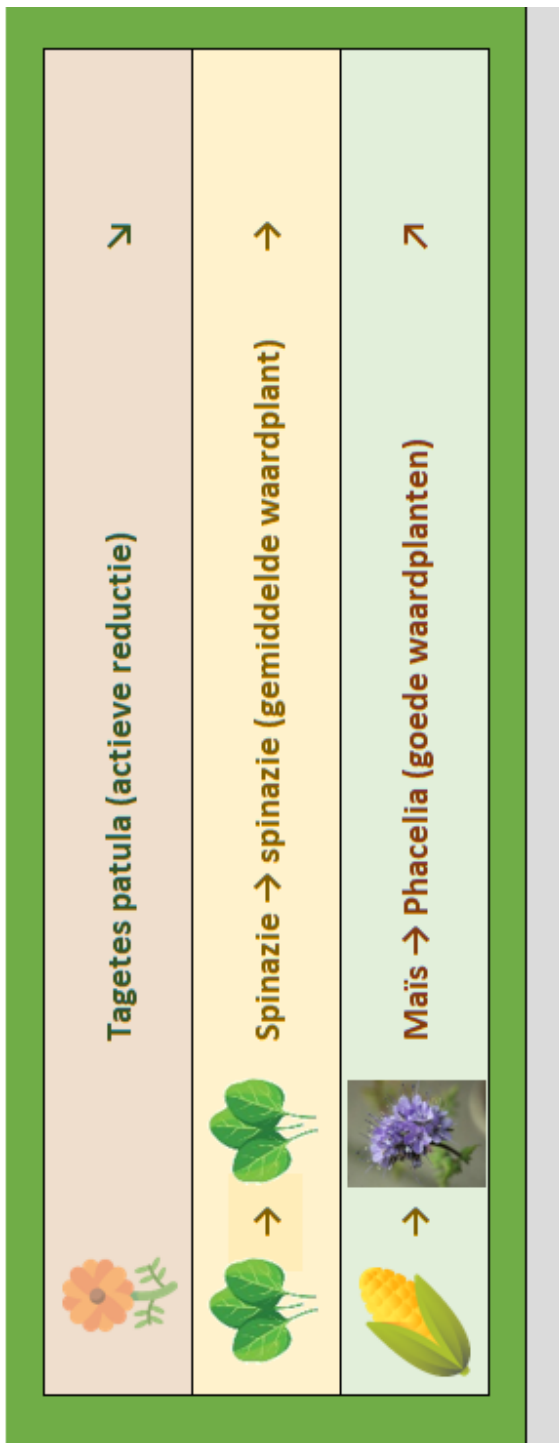 Tagetes patula (actieve reductie) ↘
→ Spinazie → spinazie (gemiddelde waardplant) →
→ Maïs → Phacelia (goede waardplanten) ↗